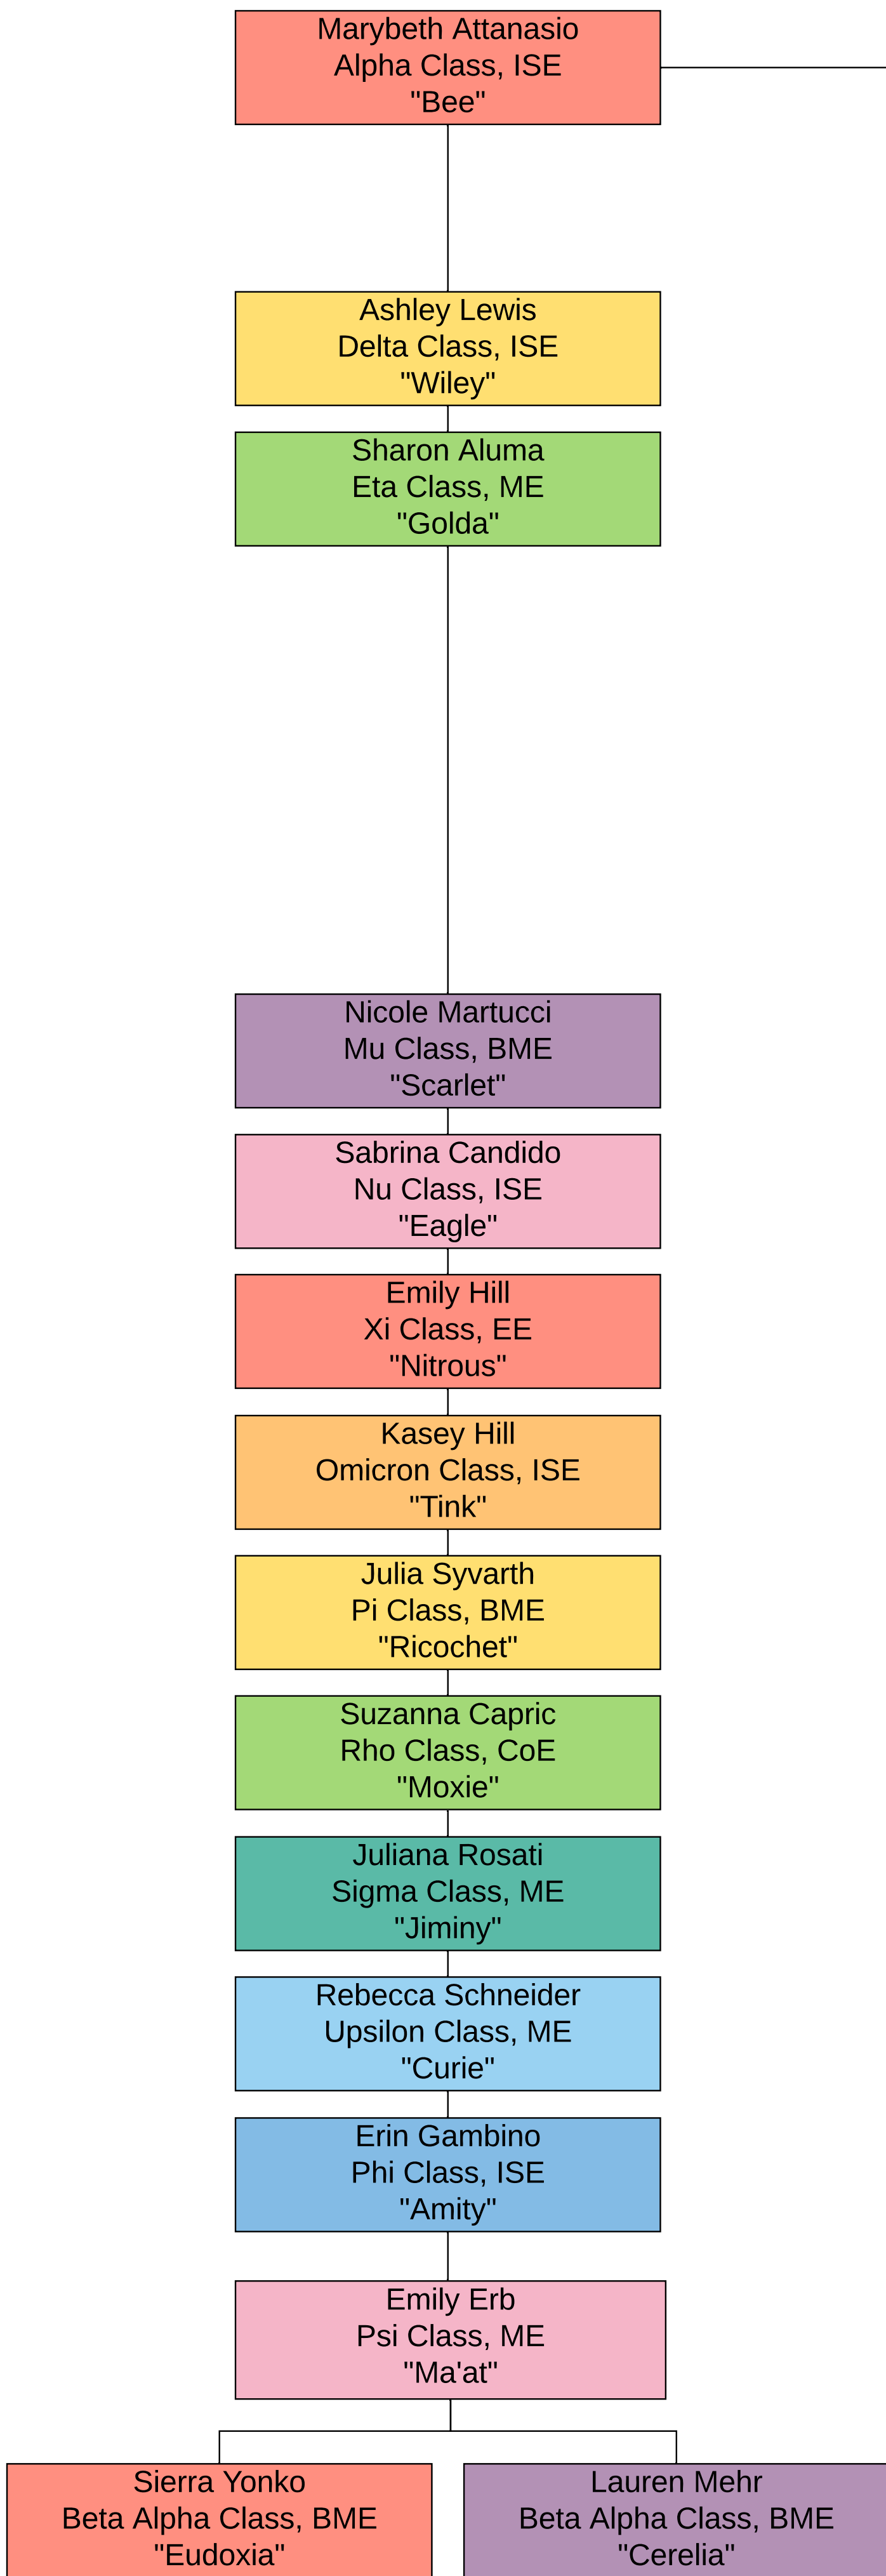 Marybeth Attanasio
Alpha Class, ISE
"Bee"
Ashley Lewis
Delta Class, ISE
"Wiley"
Sharon Aluma
Eta Class, ME
"Golda"
Nicole Martucci
Mu Class, BME
"Scarlet"
Sabrina Candido
Nu Class, ISE
"Eagle"
Emily Hill
Xi Class, EE
"Nitrous"
Kasey Hill
Omicron Class, ISE
"Tink"
Julia Syvarth
Pi Class, BME
"Ricochet"
Suzanna Capric
Rho Class, CoE
"Moxie"
Juliana Rosati
Sigma Class, ME
"Jiminy"
Rebecca Schneider
Upsilon Class, ME
"Curie"
Erin Gambino
Phi Class, ISE
"Amity"
Emily Erb
Psi Class, ME
"Ma'at"
Sierra Yonko
Beta Alpha Class, BME
"Eudoxia"
Lauren Mehr
Beta Alpha Class, BME
"Cerelia"